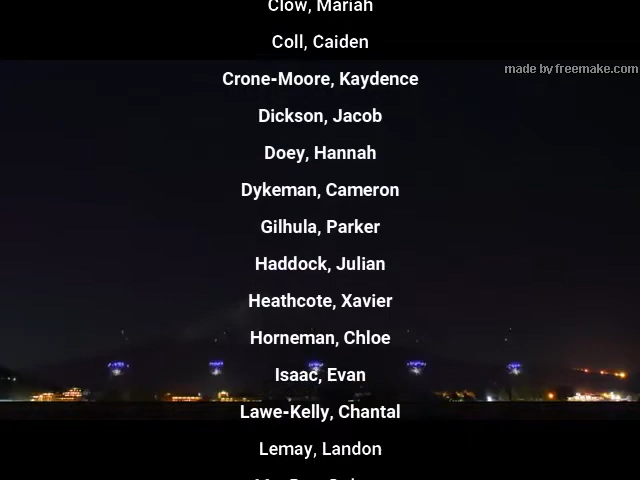 Clow, Mariah
Coll, Caiden
made by freemake.com
Crone-Moore, Kaydence
Dickson, Jacob
Doey, Hannah
Dykeman, Cameron
Gilhula, Parker
Haddock, Julian
Heathcote, Xavier
Horneman, Chloe
Isaac, Evan
Lawe-Kelly, Chantal
Lemay, Landon